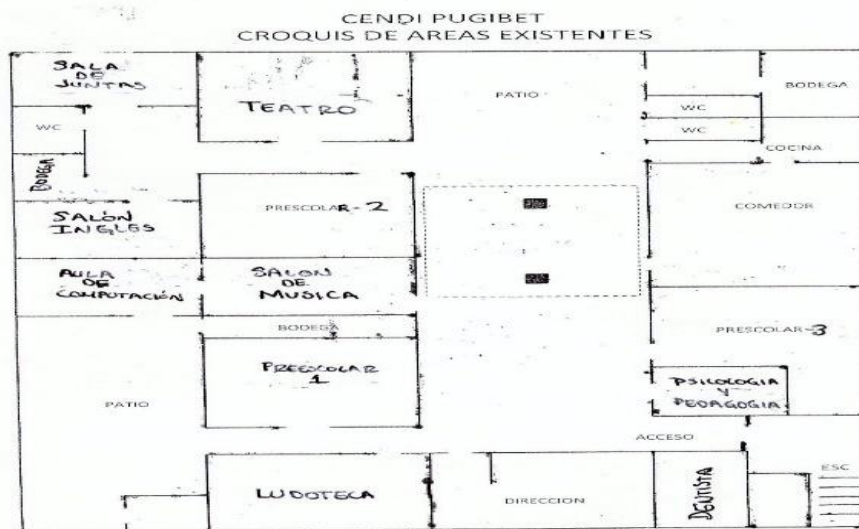 CENDI PUGIBET
CROQUIS DE AREAS EXISTENTES
SALA
DE
JUNTAS
TEATRO
PATIO
BODEGA
WC
WC
WC
COCINA
BODEGA
PRESCOLAR-2
COMEDOR
SALÓN
INGLES
AULA
DE
COMPUTACIÓN
SALON
DE
MUSICA
BODEGA
PRESCOLAR-3
PREESCOLAR
1
PSICOLOGIA
Y
PEDAGOGIA
PATIO
ACCESO
LUDOTECA
DIRECCION
DENTISTA
ESC